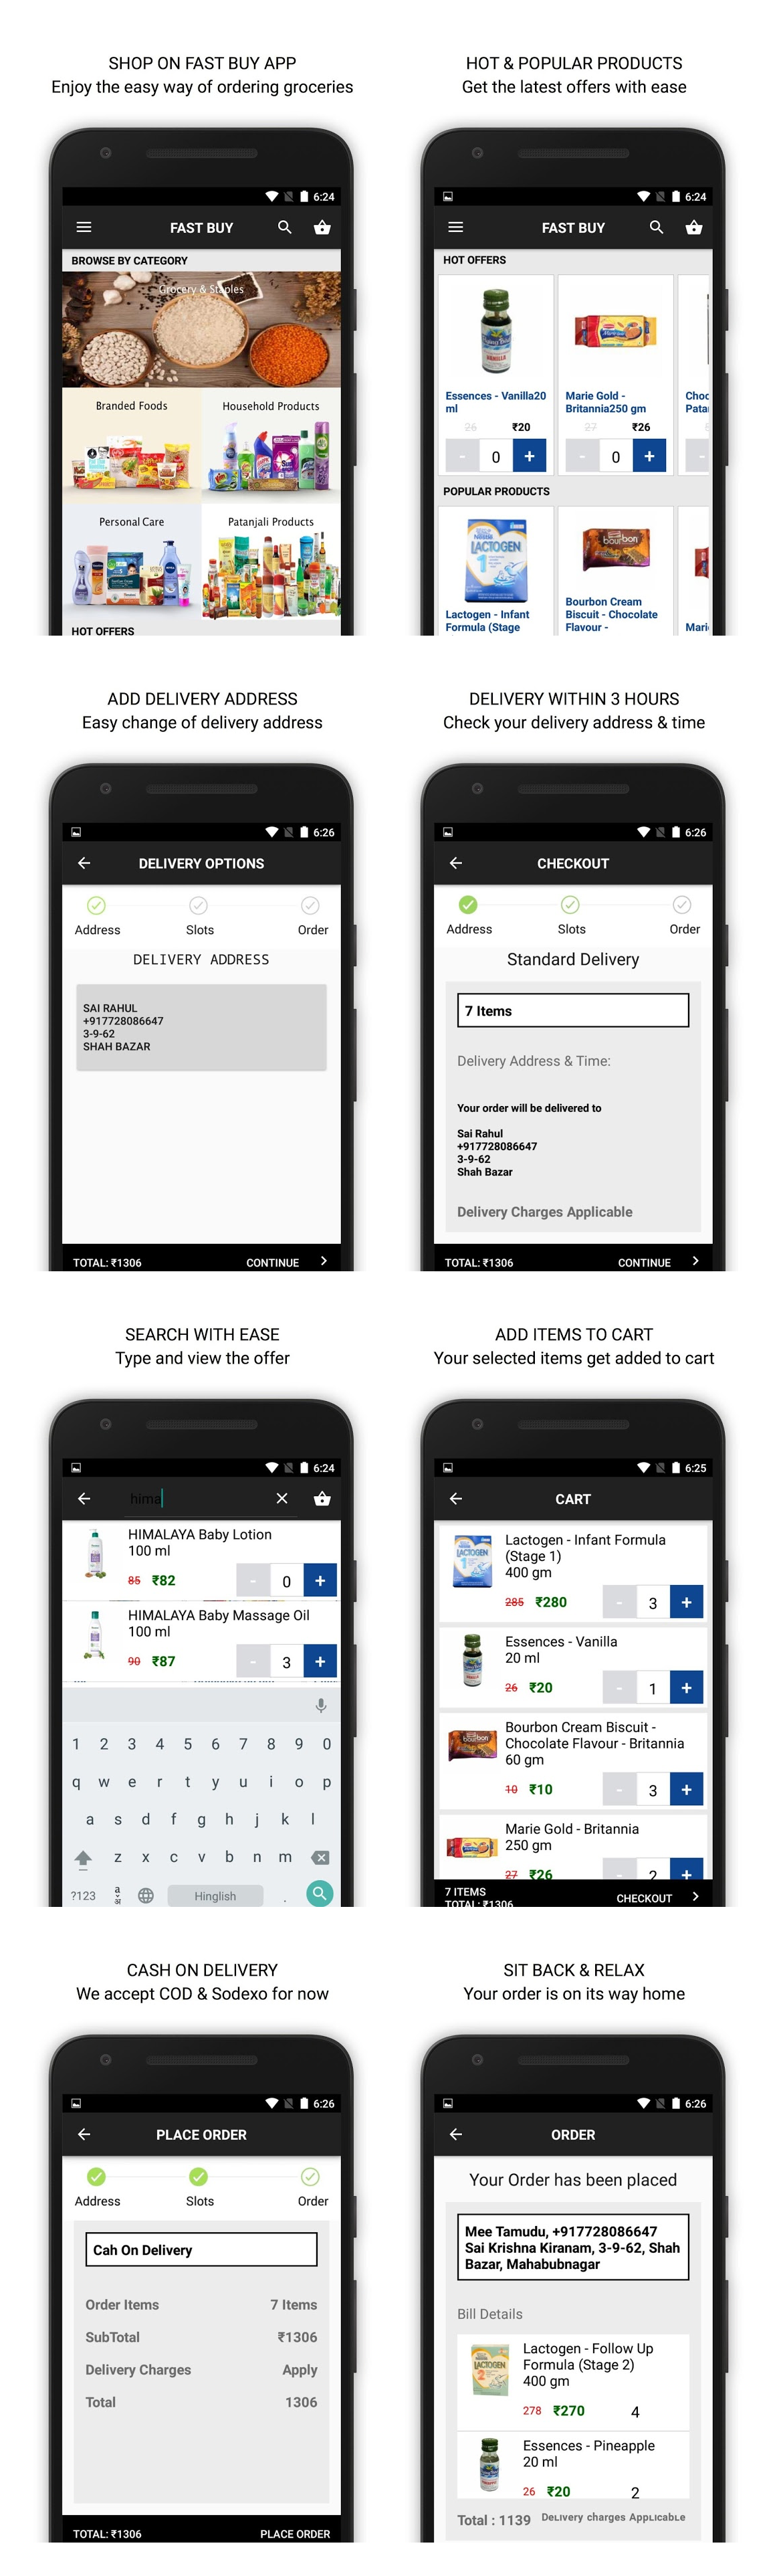 SHOP ON FAST BUY APP
Enjoy the easy way of ordering groceries
6:24
FAST BUY
BROWSE BY CATEGORY
Grocery & Staples
Branded Foods
Household Products
Personal Care
Patanjali Products
HOT OFFERS
HOT & POPULAR PRODUCTS
Get the latest offers with ease
6:24
FAST BUY
HOT OFFERS
Essences - Vanilla20
ml
26 ₹20
- 0 +
Marie Gold -
Britannia250 gm
27 ₹26
- 0 +
Choc
Pata
-
POPULAR PRODUCTS
LACTOGEN
1
Lactogen - Infant
Formula (Stage
bourbon
Bourbon Cream
Biscuit - Chocolate
Flavour -
Mari
ADD DELIVERY ADDRESS
Easy change of delivery address
6:26
DELIVERY OPTIONS
Address Slots Order
DELIVERY ADDRESS
SAI RAHUL
+917728086647
3-9-62
SHAH BAZAR
TOTAL: ₹1306 CONTINUE
DELIVERY WITHIN 3 HOURS
Check your delivery address & time
6:26
CHECKOUT
Address Slots Order
Standard Delivery
7 Items
Delivery Address & Time:
Your order will be delivered to
Sai Rahul
+917728086647
3-9-62
Shah Bazar
Delivery Charges Applicable
TOTAL: ₹1306 CONTINUE
SEARCH WITH EASE
Type and view the offer
6:24
hima
HIMALAYA Baby Lotion
100 ml
85 ₹82 - 0 +
HIMALAYA Baby Massage Oil
100 ml
90 ₹87 - 3 +
1 2 3 4 5 6 7 8 9 0
q w e r t y u i o p
a s d f g h j k l
z x c v b n m
?123 Hinglish .
ADD ITEMS TO CART
Your selected items get added to cart
6:25
CART
LACTOGEN
1
Lactogen - Infant Formula
(Stage 1)
400 gm
285 ₹280 - 3 +
Essences - Vanilla
20 ml
26 ₹20 - 1 +
bourbon
Bourbon Cream Biscuit -
Chocolate Flavour - Britannia
60 gm
10 ₹10 - 3 +
Marie Gold - Britannia
250 gm
27 ₹26 - 2 +
7 ITEMS
TOTAL: ₹1306 CHECKOUT
CASH ON DELIVERY
We accept COD & Sodexo for now
6:26
PLACE ORDER
Address Slots Order
Cah On Delivery
Order Items 7 Items
SubTotal ₹1306
Delivery Charges Apply
Total 1306
TOTAL: ₹1306 PLACE ORDER
SIT BACK & RELAX
Your order is on its way home
6:26
ORDER
Your Order has been placed
Mee Tamudu, +917728086647
Sai Krishna Kiranam, 3-9-62, Shah
Bazar, Mahabubnagar
Bill Details
LACTOGEN
2
Lactogen - Follow Up
Formula (Stage 2)
400 gm
278 ₹270 4
Essences - Pineapple
20 ml
26 ₹20 2
Total : 1139 Delivery charges Applicable